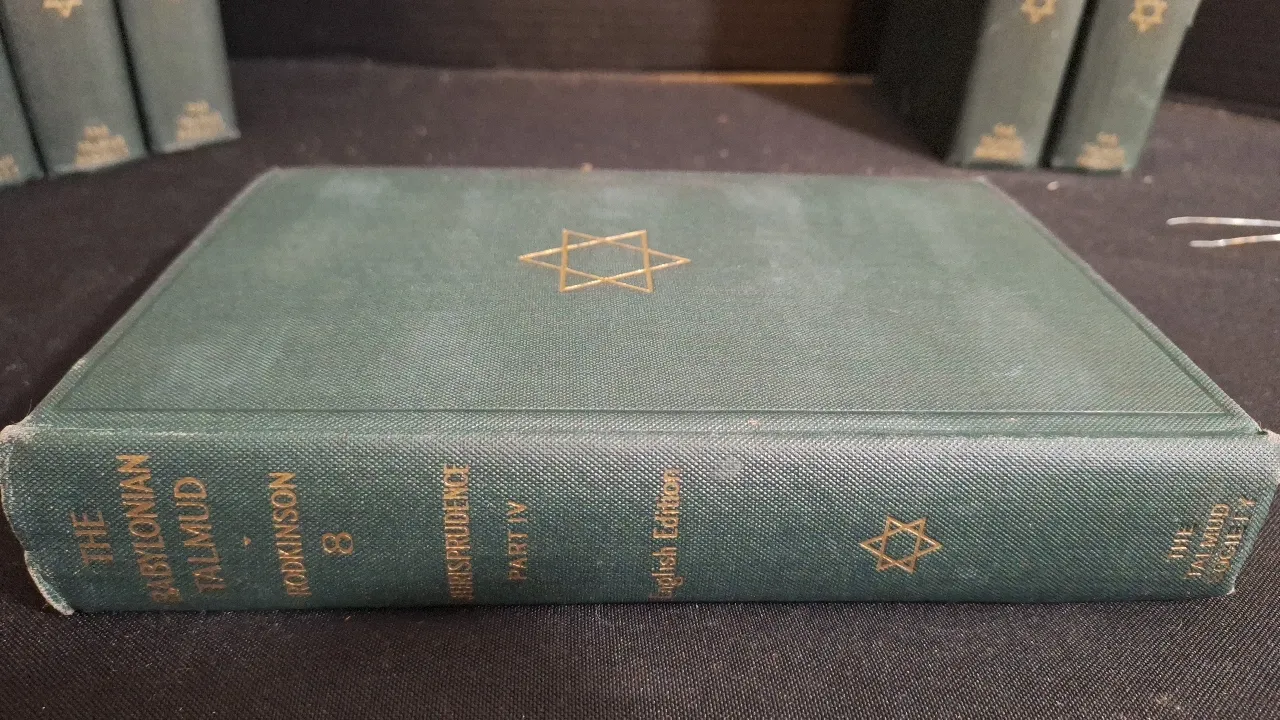 THE
BABYLONIAN
TALMUD
RODKINSON
8
JURISPRUDENCE
PART IV
English Edition
THE
TALMUD
SOCIETY